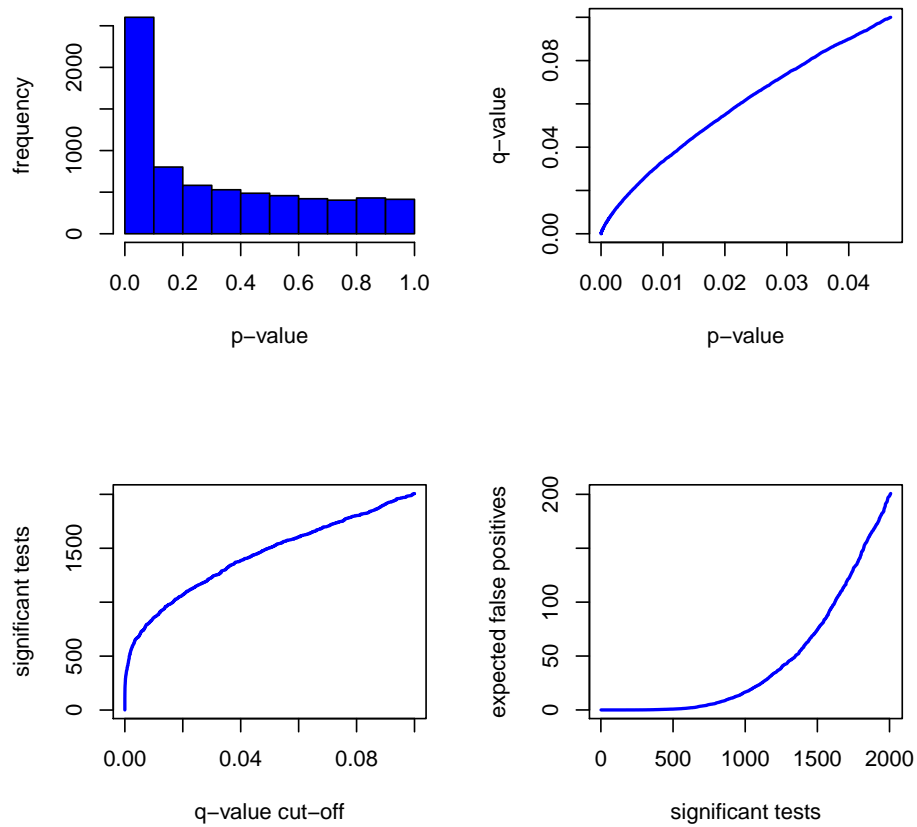 frequency
0
1000
2000
0.0 0.2 0.4 0.6 0.8 1.0
p−value
q−value
0.00
0.04
0.08
0.00 0.01 0.02 0.03 0.04
p−value
significant tests
0
500
1500
0.00 0.04 0.08
q−value cut−off
expected false positives
0
50
100
200
0 500 1000 1500 2000
significant tests